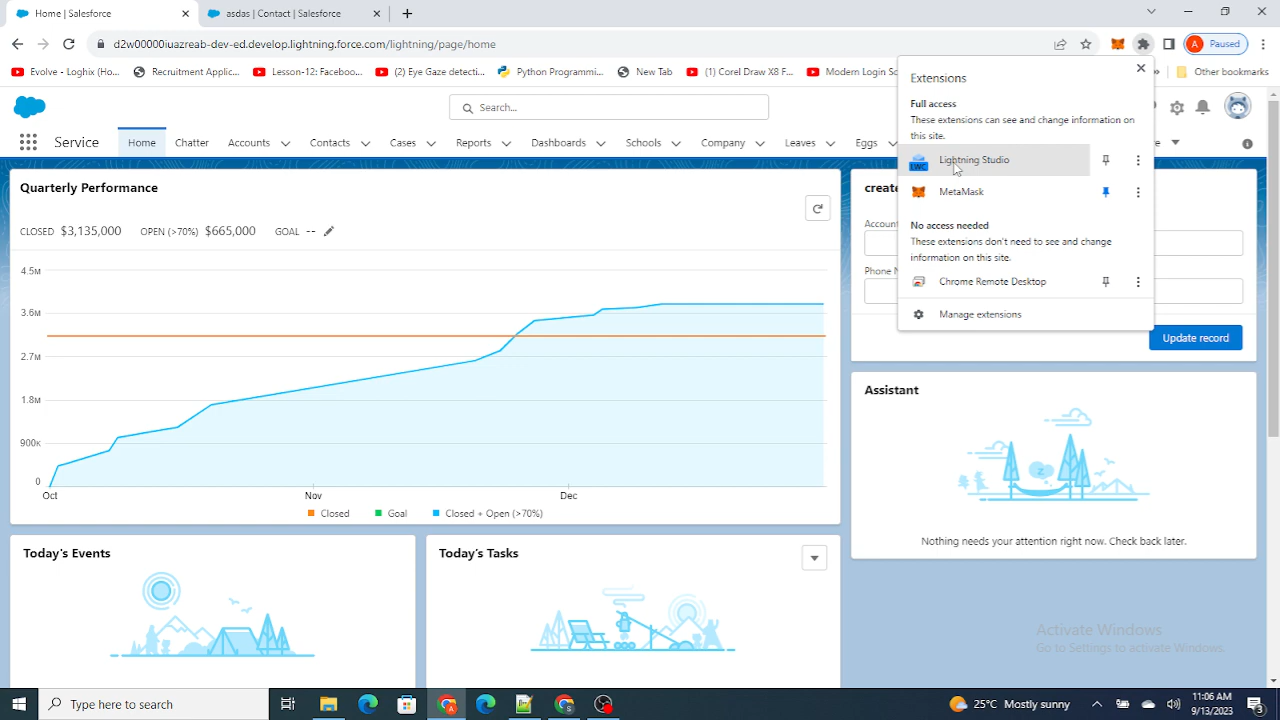 Home | Salesforce
asdas | Contact | Salesforce
d2w00000iuazreab-dev-ed.develop.lightning.force.com/lightning/page/home
A Paused
Evolve - Loghix (Ho...
Recruitment Applic...
Lesson-12: Faceboo...
(2) Eye Gaze detecti...
Python Programmi...
New Tab
(1) Corel Draw X8 F...
Modern Login Sc
Other bookmarks
Extensions
Full access
These extensions can see and change information on
this site.
LWC Lightning Studio
MetaMask
No access needed
These extensions don't need to see and change
information on this site.
Chrome Remote Desktop
Manage extensions
Search...
Service
Home
Chatter
Accounts
Contacts
Cases
Reports
Dashboards
Schools
Company
Leaves
Eggs
Quarterly Performance
CLOSED $3,135,000 OPEN (>70%) $665,000 GOAL --
4.5M
3.6M
2.7M
1.8M
900K
0
Oct Nov Dec
Closed Goal Closed + Open (>70%)
create
Account
Phone N
Update record
Assistant
Z
Nothing needs your attention right now. Check back later.
Today's Events
Today's Tasks
Activate Windows
Go to Settings to activate Windows.
Type here to search
25°C Mostly sunny
11:06 AM
9/13/2023
3